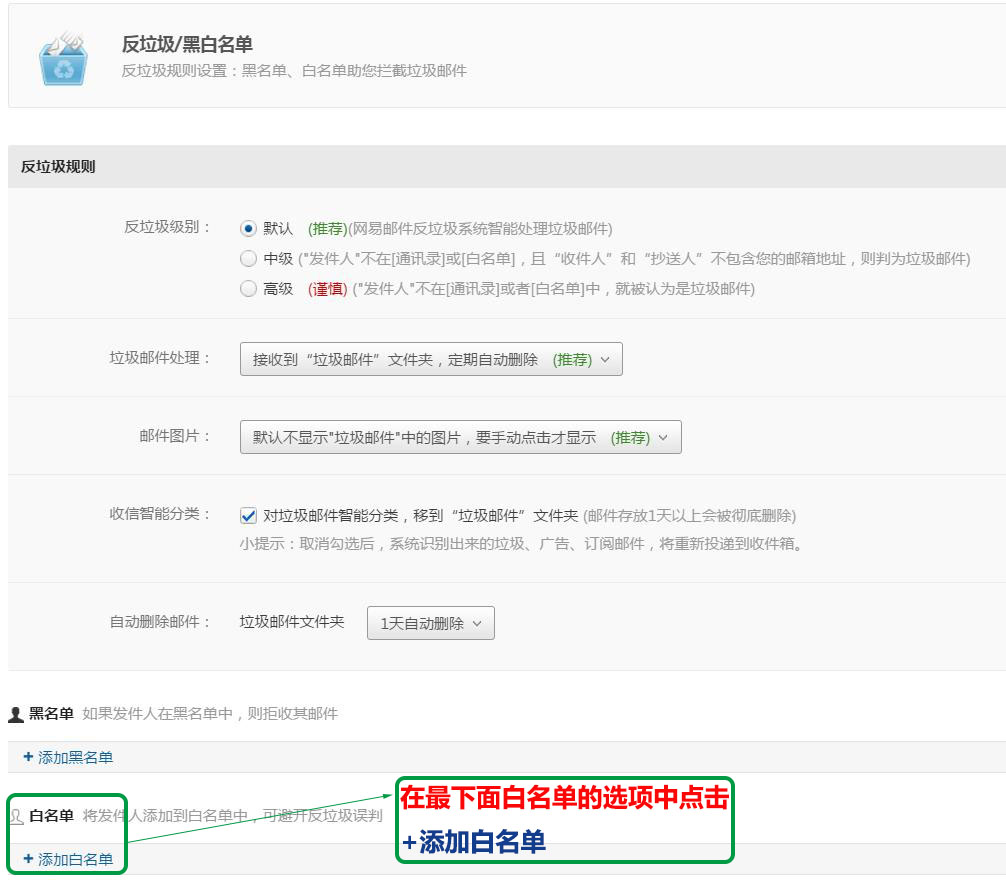 反垃圾/黑白名单
反垃圾规则设置：黑名单、白名单助您拦截垃圾邮件
反垃圾规则
反垃圾级别： 默认 (推荐)(网易邮件反垃圾系统智能处理垃圾邮件)
中级 ("发件人"不在[通讯录]或[白名单]，且“收件人”和“抄送人”不包含您的邮箱地址，则判为垃圾邮件)
高级 (谨慎) ("发件人"不在[通讯录]或者[白名单]中，就被认为是垃圾邮件)
垃圾邮件处理： 接收到“垃圾邮件”文件夹，定期自动删除 (推荐)
邮件图片： 默认不显示"垃圾邮件"中的图片，要手动点击才显示 (推荐)
收信智能分类： 对垃圾邮件智能分类，移到“垃圾邮件”文件夹 (邮件存放1天以上会被彻底删除)
小提示：取消勾选后，系统识别出来的垃圾、广告、订阅邮件，将重新投递到收件箱。
自动删除邮件： 垃圾邮件文件夹 1天自动删除
黑名单 如果发件人在黑名单中，则拒收其邮件
+ 添加黑名单
白名单 将发件人添加到白名单中，可避开反垃圾误判
+ 添加白名单
在最下面白名单的选项中点击
+添加白名单